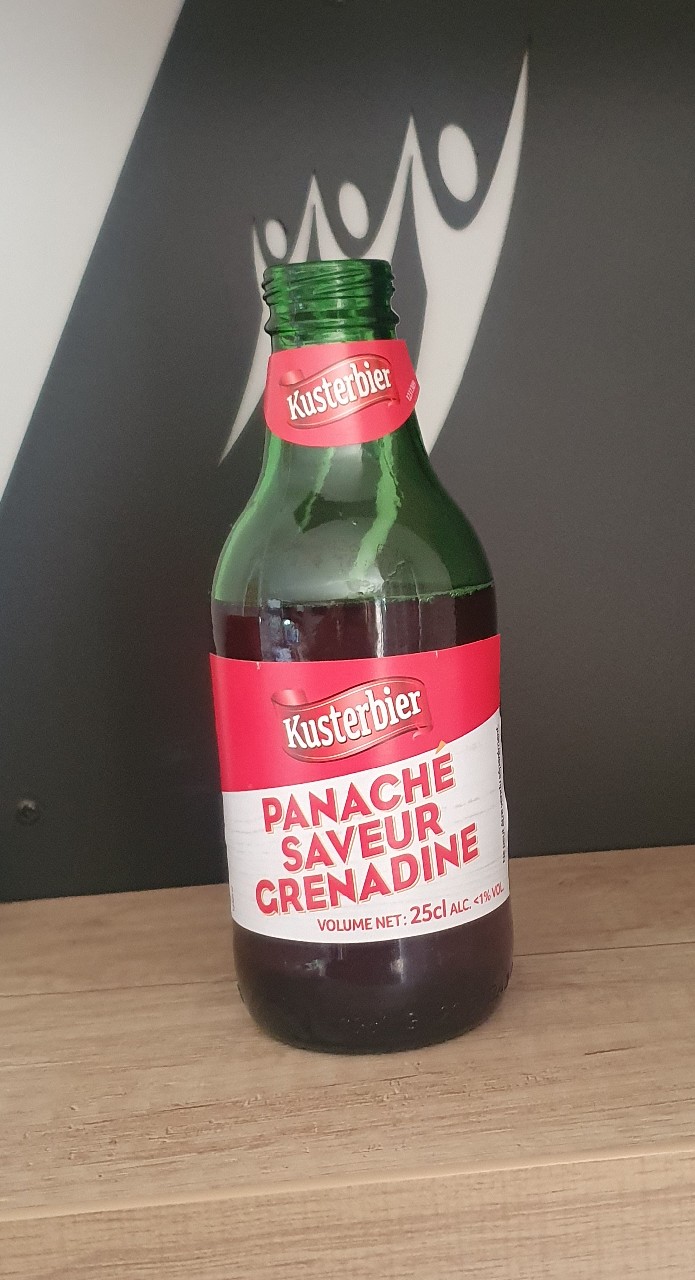 Kusterbier
Kusterbier
PANACHÉ
SAVEUR
GRENADINE
VOLUME NET: 25cl ALC. <1% VOL.